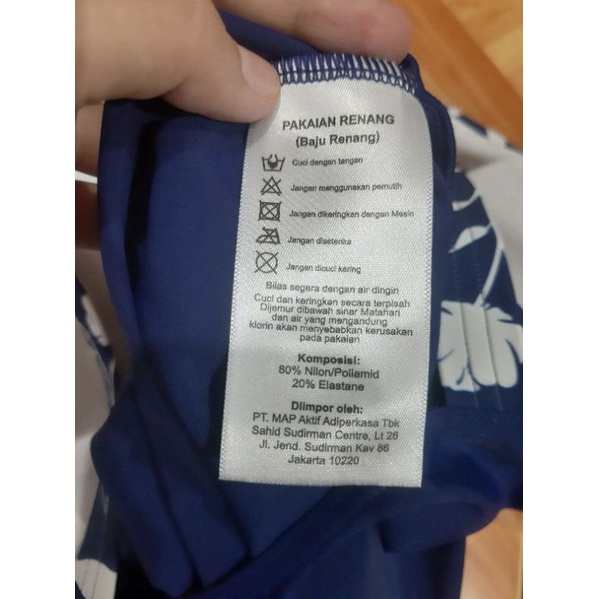 PAKAIAN RENANG
(Baju Renang)
Cuci dengan tangan
Jangan menggunakan pemutih
Jangan dikeringkan dengan Mesin
Jangan diseterika
Jangan dicuci kering
Bilas segera dengan air dingin
Cuci dan keringkan secara terpisah
Dijemur dibawah sinar Matahari
dan air yang mengandung
klorin akan menyebabkan kerusakan
pada pakaian
Komposisi:
80% Nilon/Poliamid
20% Elastane
Diimpor oleh:
PT. MAP Aktif Adiperkasa Tbk
Sahid Sudirman Centre, Lt 26
Jl. Jend. Sudirman Kav 86
Jakarta 10220